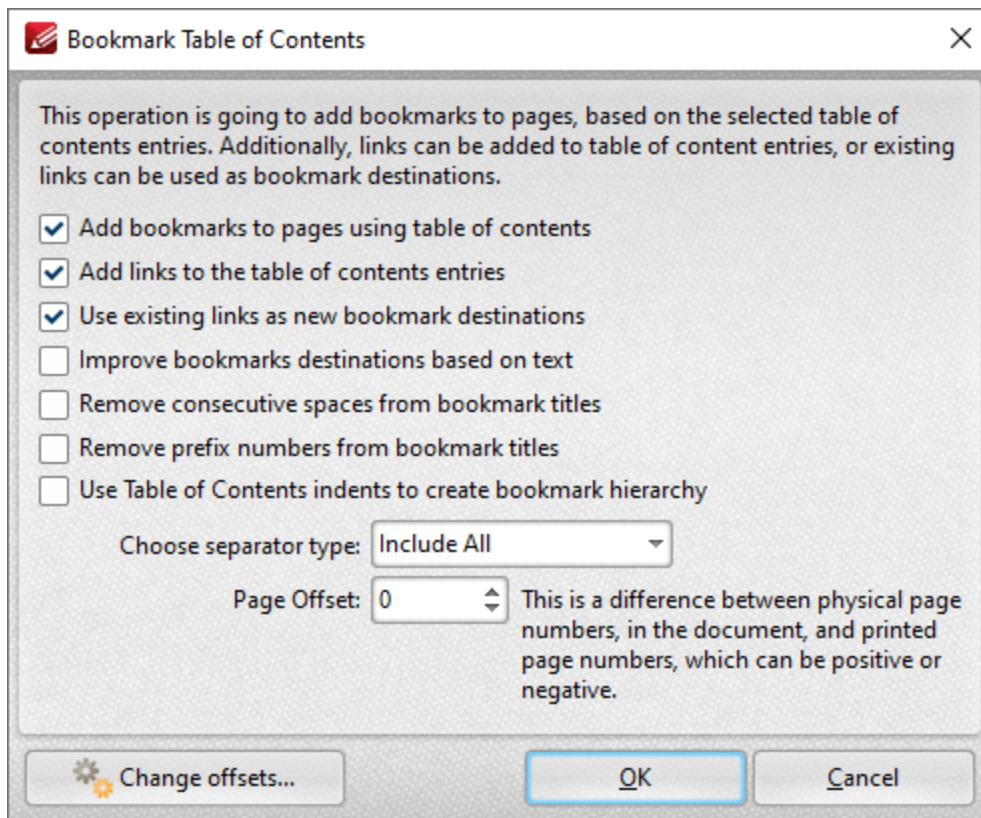 Bookmark Table of Contents
This operation is going to add bookmarks to pages, based on the selected table of
contents entries. Additionally, links can be added to table of content entries, or existing
links can be used as bookmark destinations.
Add bookmarks to pages using table of contents
Add links to the table of contents entries
Use existing links as new bookmark destinations
Improve bookmarks destinations based on text
Remove consecutive spaces from bookmark titles
Remove prefix numbers from bookmark titles
Use Table of Contents indents to create bookmark hierarchy
Choose separator type: Include All
Page Offset: 0
This is a difference between physical page
numbers, in the document, and printed
page numbers, which can be positive or
negative.
Change offsets...
OK
Cancel